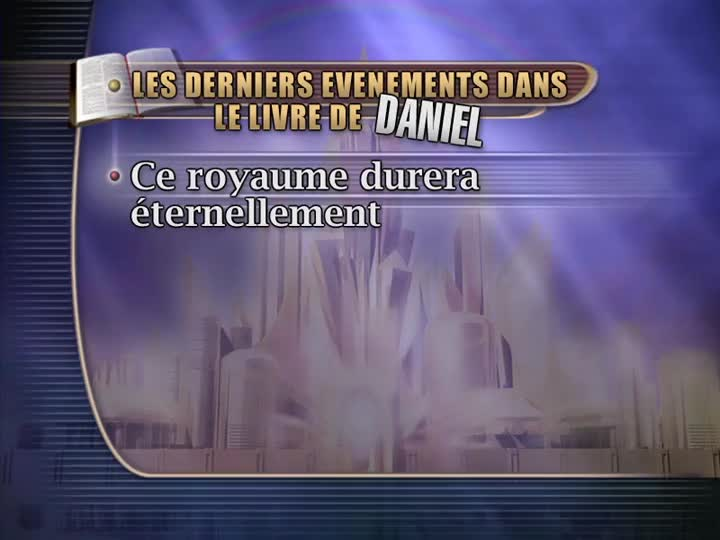 LES DERNIERS EVENEMENTS DANS
LE LIVRE DE DANIEL
Ce royaume durera
éternellement